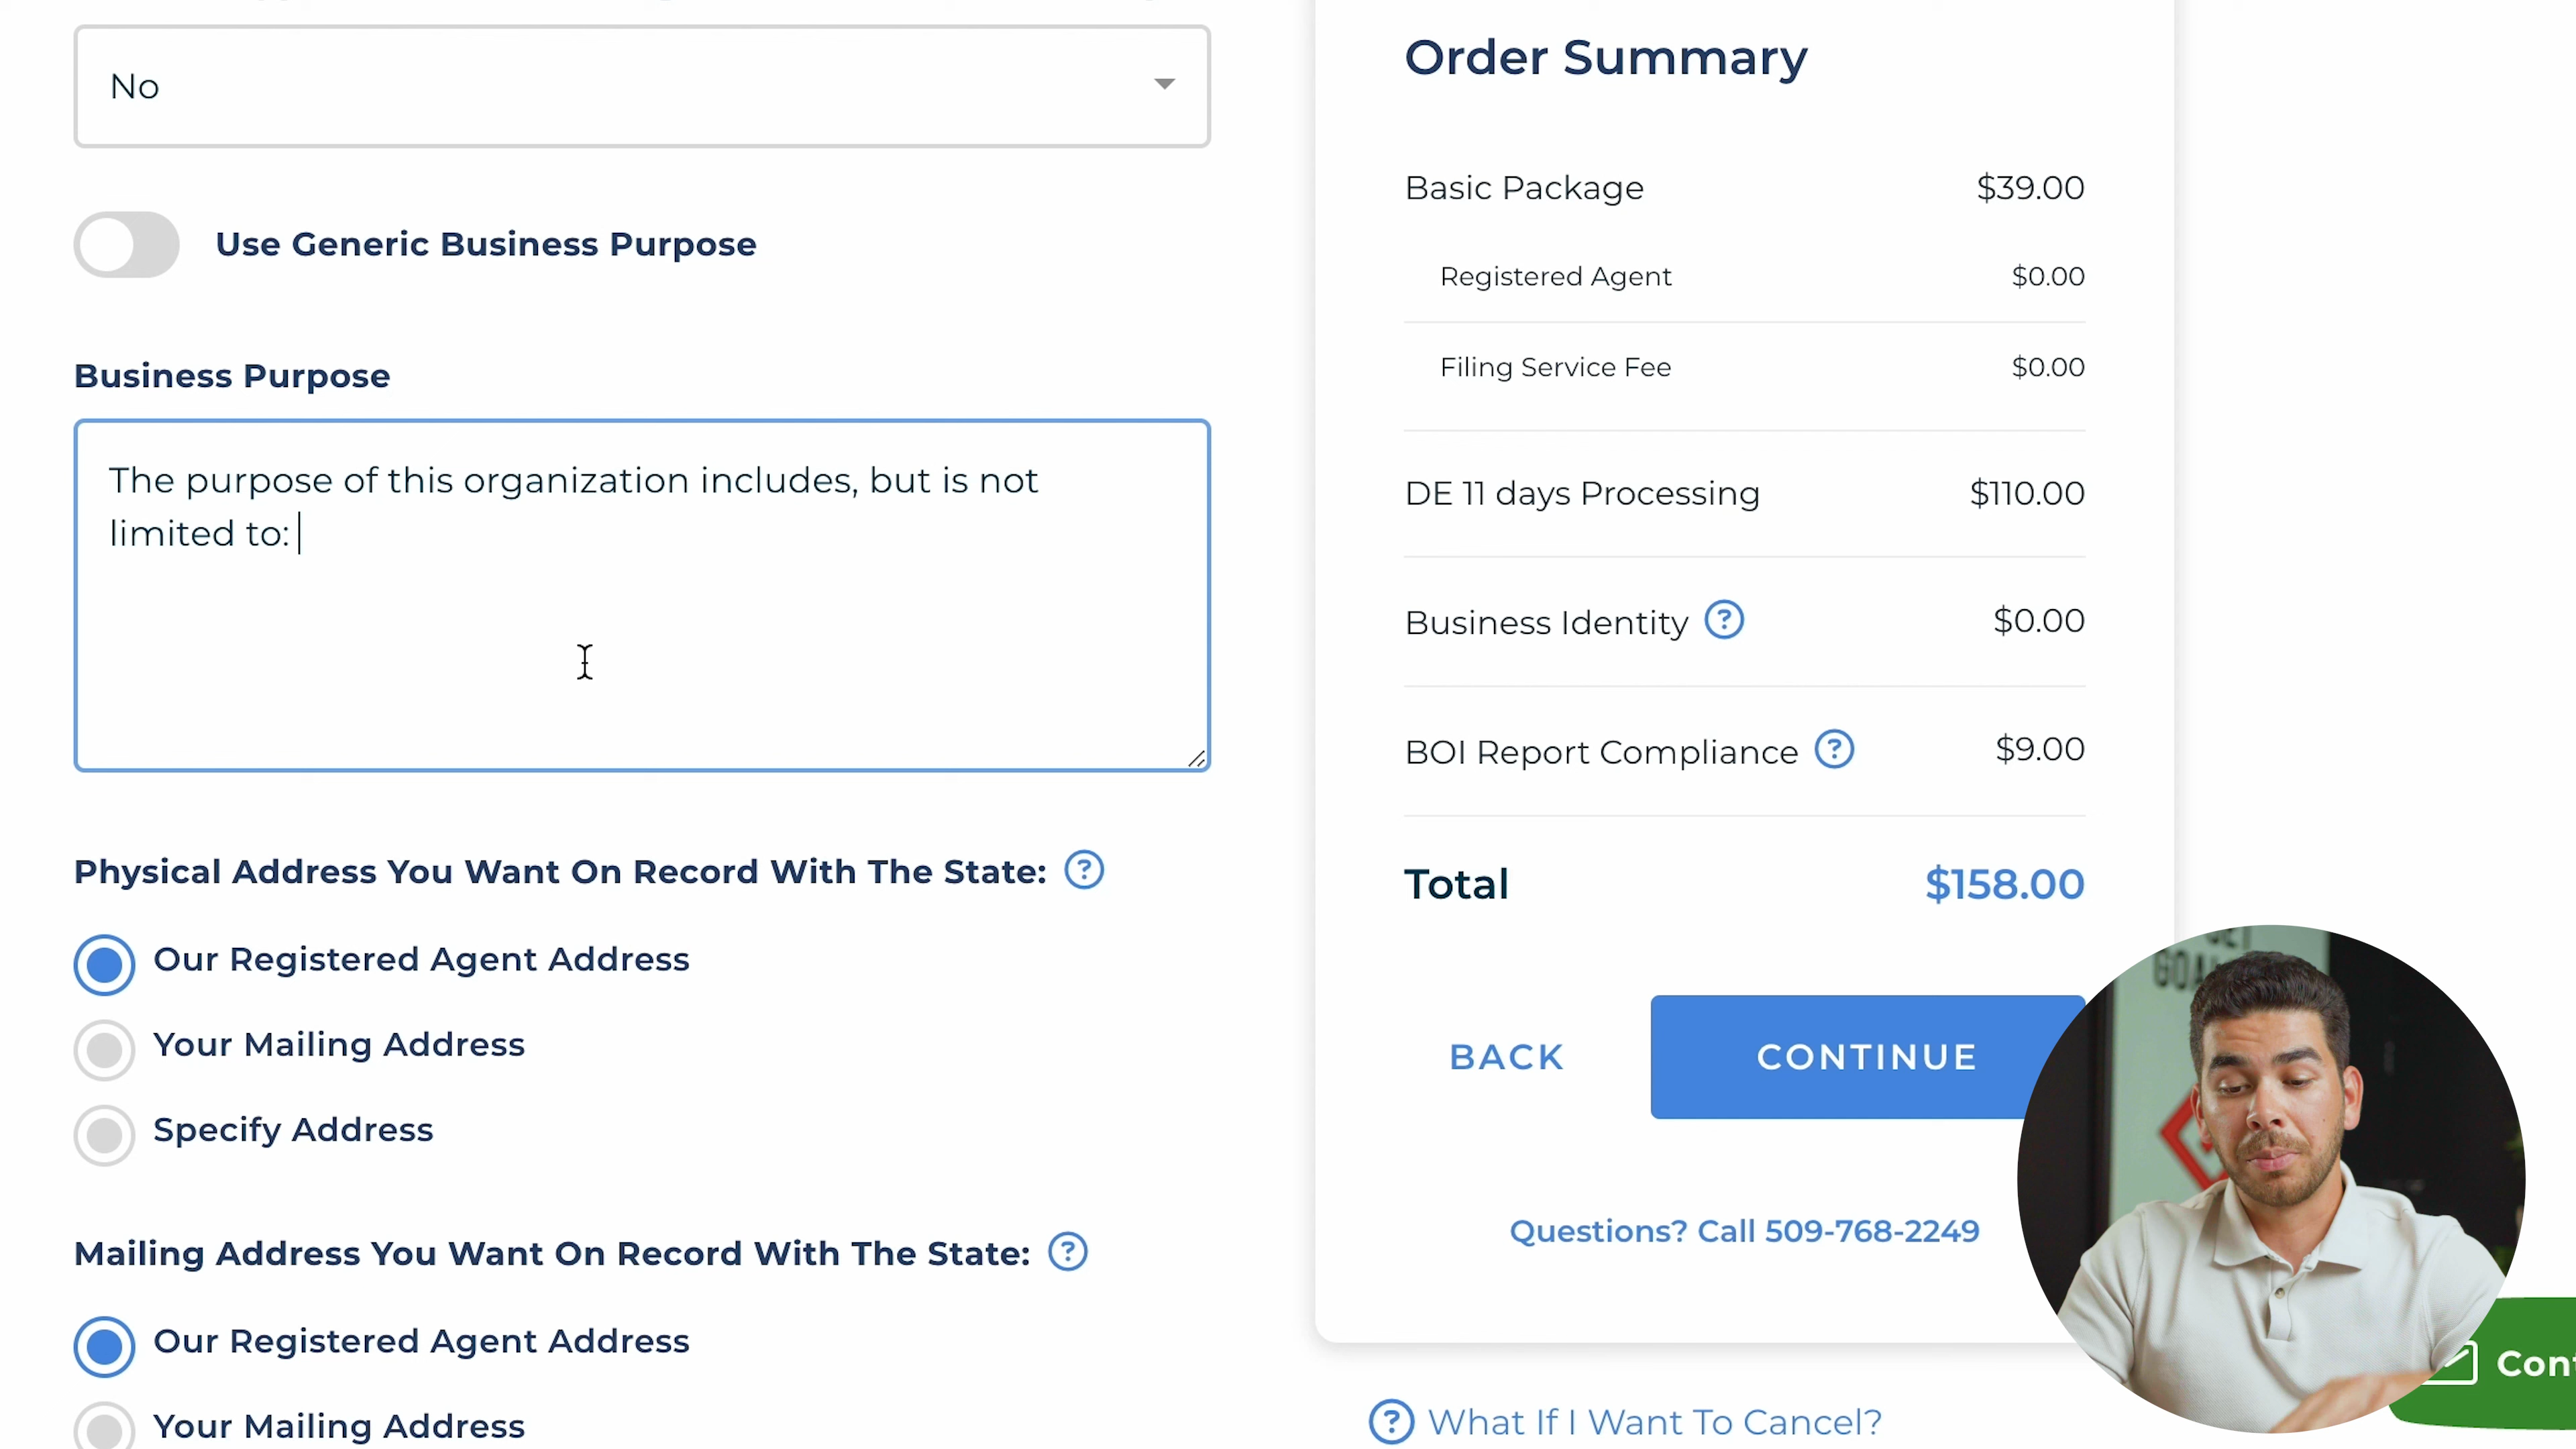 No
Use Generic Business Purpose
Business Purpose
The purpose of this organization includes, but is not
limited to:
Physical Address You Want On Record With The State:
Our Registered Agent Address
Your Mailing Address
Specify Address
Mailing Address You Want On Record With The State:
Our Registered Agent Address
Your Mailing Address
Order Summary
Basic Package $39.00
Registered Agent $0.00
Filing Service Fee $0.00
DE 11 days Processing $110.00
Business Identity $0.00
BOI Report Compliance $9.00
Total $158.00
BACK CONTINUE
Questions? Call 509-768-2249
What If I Want To Cancel?